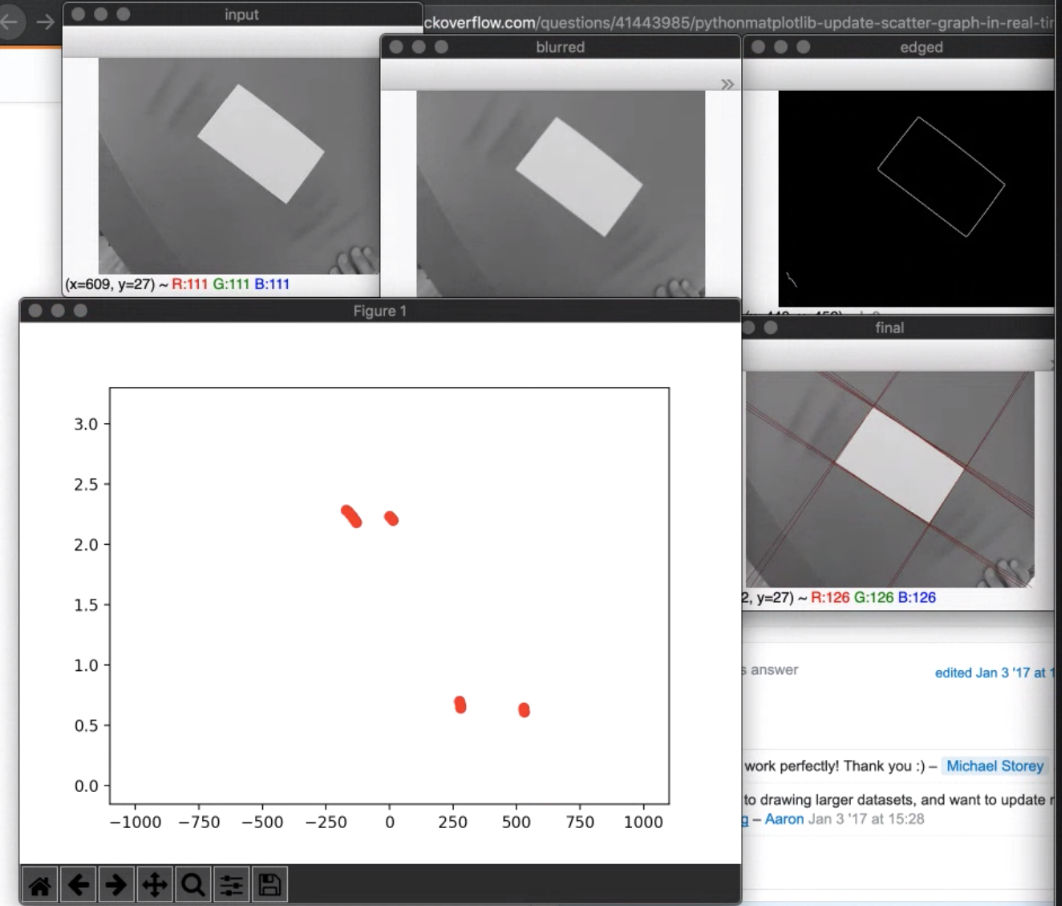 input
ckoverflow.com/questions/41443985/pythonmatplotlib-update-scatter-graph-in-real-ti
blurred
edged
»
(x=609, y=27) ~ R:111 G:111 B:111
Figure 1
final
3.0
2.5
2.0
1.5
1.0
0.5
0.0
−1000 −750 −500 −250 0 250 500 750 1000
2, y=27) ~ R:126 G:126 B:126
s answer
edited Jan 3 '17 at 1
work perfectly! Thank you :) – Michael Storey
to drawing larger datasets, and want to update
g – Aaron Jan 3 '17 at 15:28